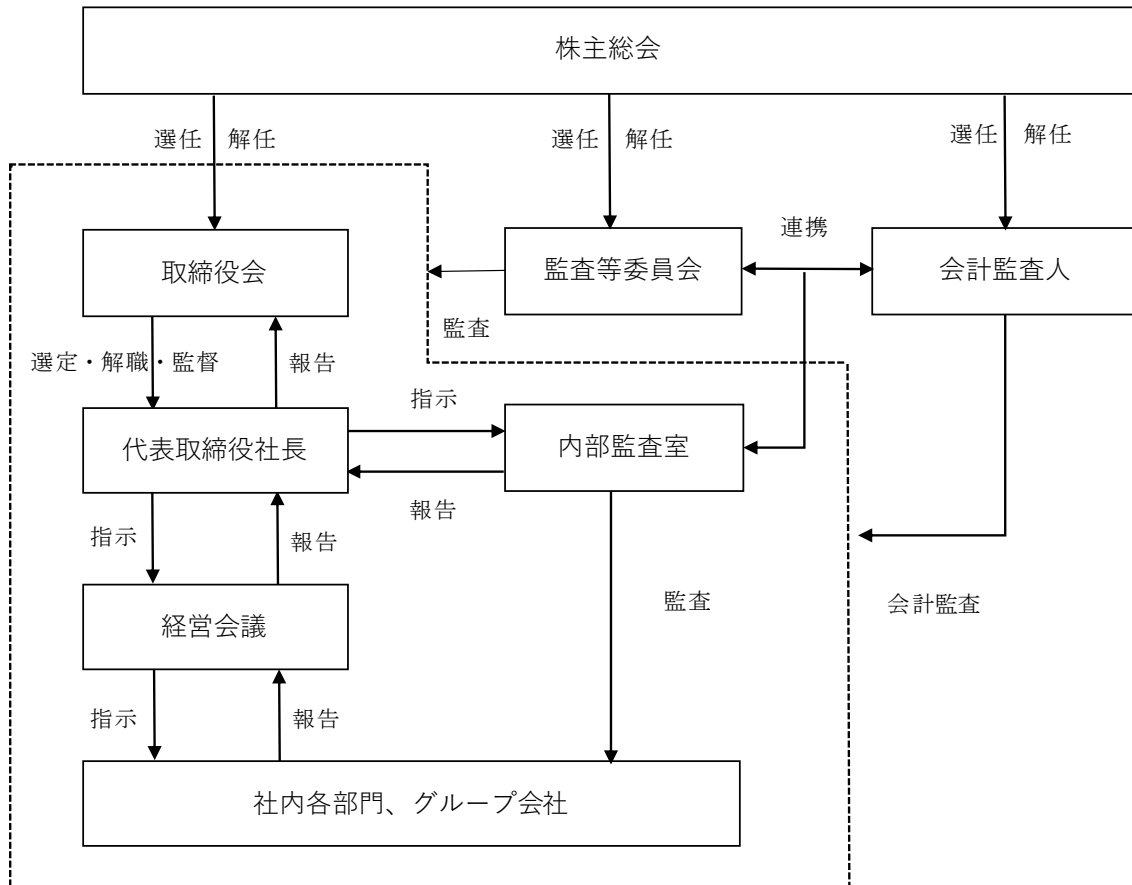 株主総会
選任 解任
選任 解任
選任 解任
取締役会
監査等委員会
連携
会計監査人
監査
選定・解職・監督
報告
指示
代表取締役社長
内部監査室
報告
指示
報告
監査
会計監査
経営会議
指示
報告
社内各部門、グループ会社